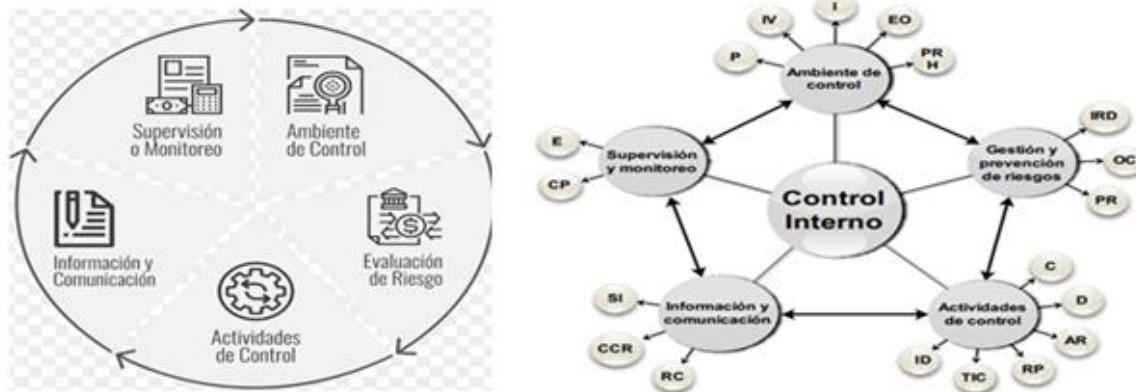 Supervisión
o Monitoreo
Ambiente
de Control
Información y
Comunicación
Evaluación
de Riesgo
Actividades
de Control
I
IV
EO
P
PR
H
Ambiente de
control
E
CP
Supervisión
y monitoreo
Gestión y
prevención
de riesgos
IRD
OC
PR
Control
Interno
SI
CCR
RC
Información y
comunicación
Actividades
de control
C
D
AR
RP
TIC
ID